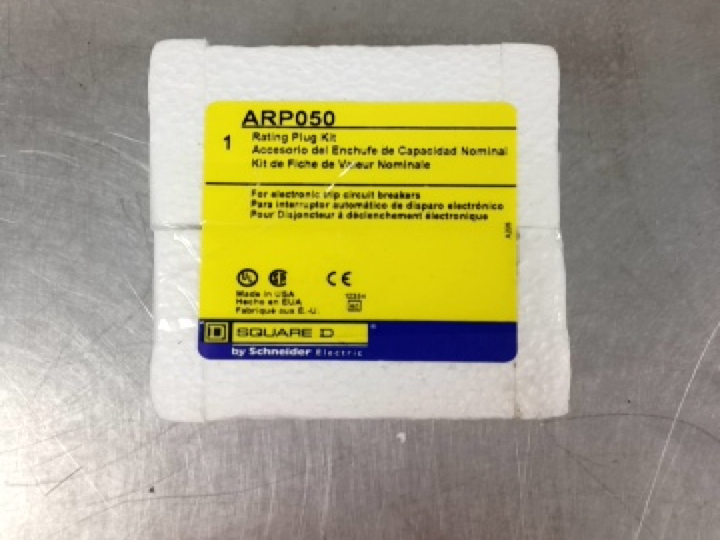 ARP050
1
Rating Plug Kit
Accesorio del Enchufe de Capacidad Nominal
Kit de Fiche de Valeur Nominale
For electronic trip circuit breakers
Para interruptor automático de disparo electrónico
Pour Disjoncteur à déclenchement électronique
UL SA CE
Made in USA
Hecho en EUA
Fabriqué aux É.-U.
D SQUARE D
by Schneider Electric